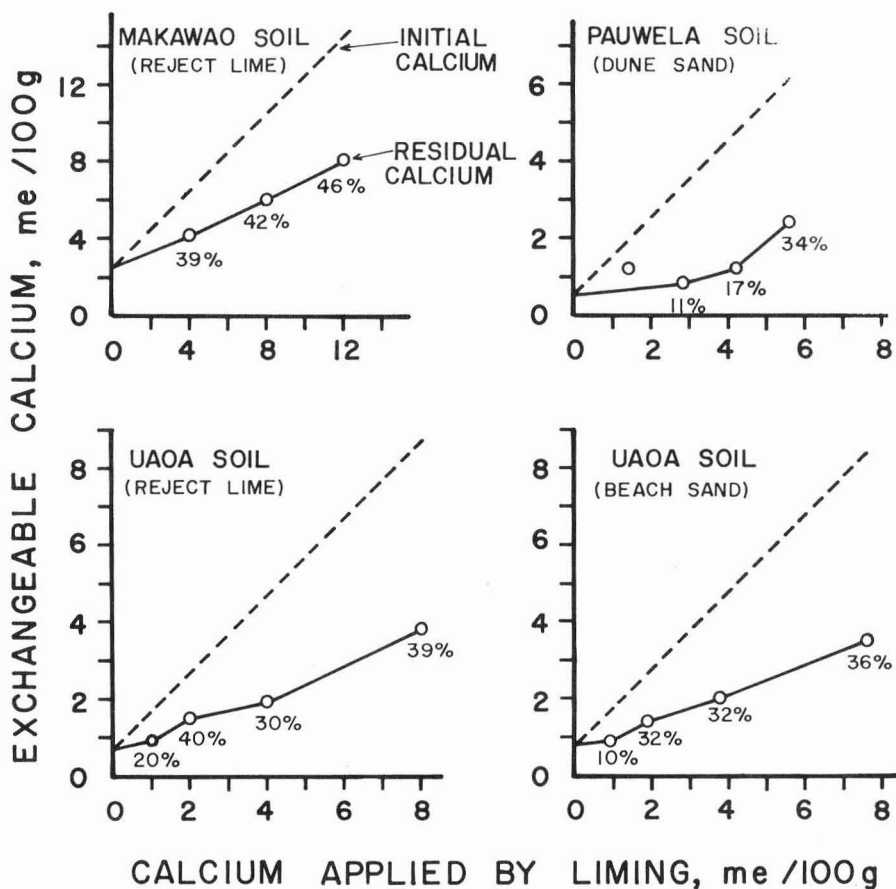 EXCHANGEABLE CALCIUM, me /100g
MAKAWAO SOIL
(REJECT LIME)
INITIAL
CALCIUM
RESIDUAL
CALCIUM
12
8
4
0
39%
42%
46%
0 4 8 12
PAUWELA SOIL
(DUNE SAND)
6
4
2
0
11%
17%
34%
0 2 4 6 8
UAOA SOIL
(REJECT LIME)
8
6
4
2
0
20%
40%
30%
39%
0 2 4 6 8
UAOA SOIL
(BEACH SAND)
8
6
4
2
0
10%
32%
32%
36%
0 2 4 6 8
CALCIUM APPLIED BY LIMING, me /100g